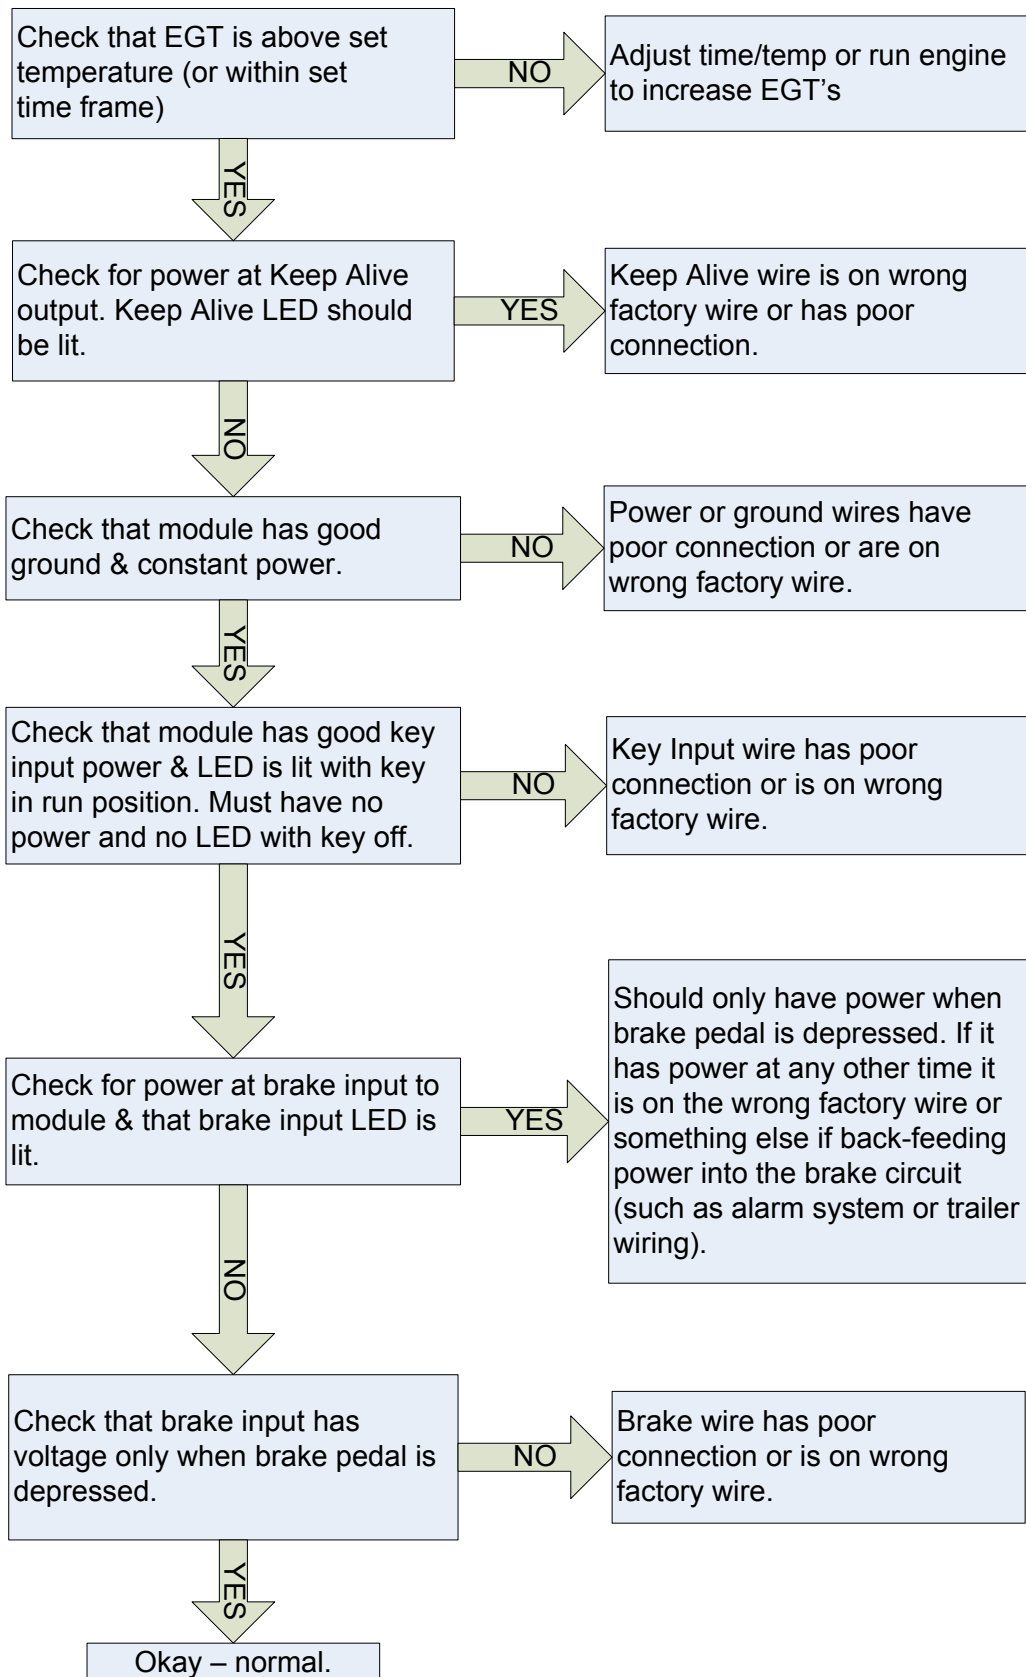 Check that EGT is above set
temperature (or within set
time frame)
NO
Adjust time/temp or run engine
to increase EGT's
YES
Check for power at Keep Alive
output. Keep Alive LED should
be lit.
YES
Keep Alive wire is on wrong
factory wire or has poor
connection.
NO
Check that module has good
ground & constant power.
NO
Power or ground wires have
poor connection or are on
wrong factory wire.
YES
Check that module has good key
input power & LED is lit with key
in run position. Must have no
power and no LED with key off.
NO
Key Input wire has poor
connection or is on wrong
factory wire.
YES
Check for power at brake input to
module & that brake input LED is
lit.
YES
Should only have power when
brake pedal is depressed. If it
has power at any other time it
is on the wrong factory wire or
something else if back-feeding
power into the brake circuit
(such as alarm system or trailer
wiring).
NO
Check that brake input has
voltage only when brake pedal is
depressed.
NO
Brake wire has poor
connection or is on wrong
factory wire.
YES
Okay – normal.